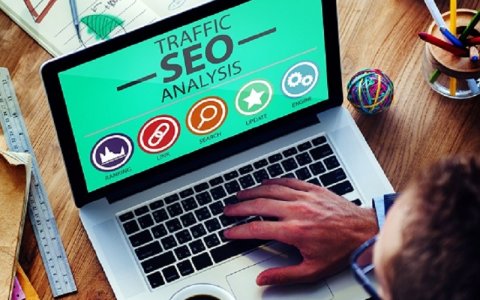 TRAFFIC
SEO
ANALYSIS
RANKING
LINK
SEARCH
UPDATE
ENGINE